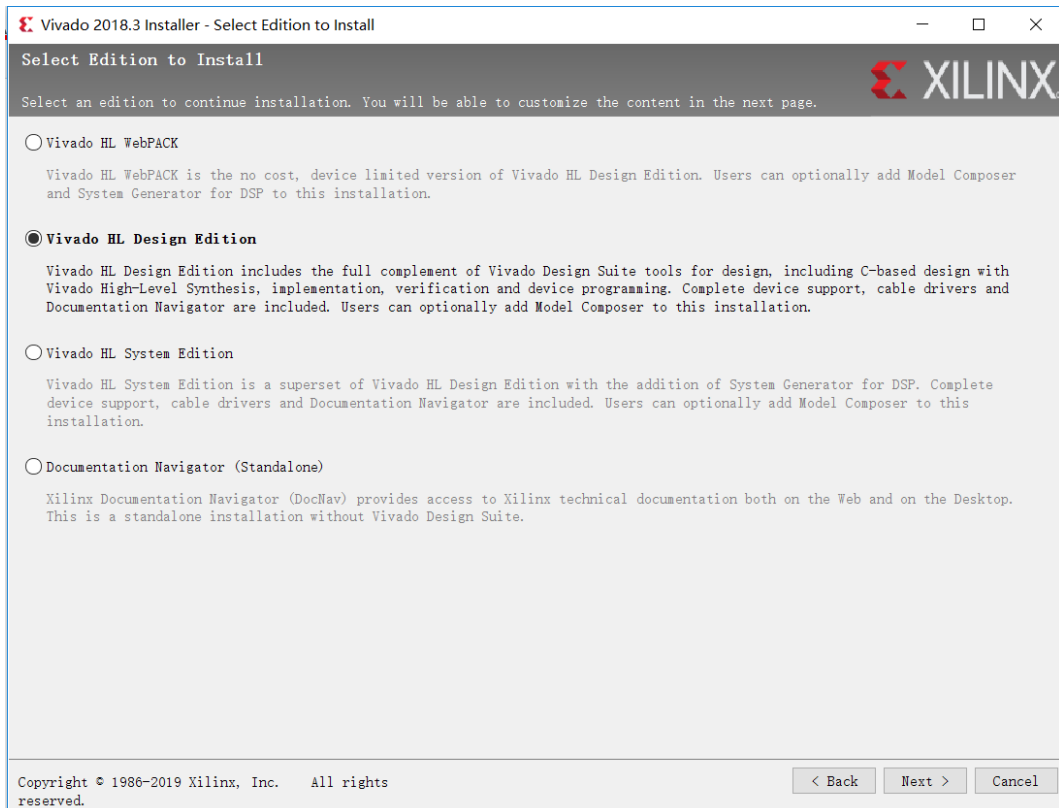 Vivado 2018.3 Installer - Select Edition to Install
Select Edition to Install
XILINX
Select an edition to continue installation. You will be able to customize the content in the next page.
Vivado HL WebPACK
Vivado HL WebPACK is the no cost, device limited version of Vivado HL Design Edition. Users can optionally add Model Composer
and System Generator for DSP to this installation.
Vivado HL Design Edition
Vivado HL Design Edition includes the full complement of Vivado Design Suite tools for design, including C-based design with
Vivado High-Level Synthesis, implementation, verification and device programming. Complete device support, cable drivers and
Documentation Navigator are included. Users can optionally add Model Composer to this installation.
Vivado HL System Edition
Vivado HL System Edition is a superset of Vivado HL Design Edition with the addition of System Generator for DSP. Complete
device support, cable drivers and Documentation Navigator are included. Users can optionally add Model Composer to this
installation.
Documentation Navigator (Standalone)
Xilinx Documentation Navigator (DocNav) provides access to Xilinx technical documentation both on the Web and on the Desktop.
This is a standalone installation without Vivado Design Suite.
Copyright © 1986-2019 Xilinx, Inc. All rights
reserved.
< Back Next > Cancel